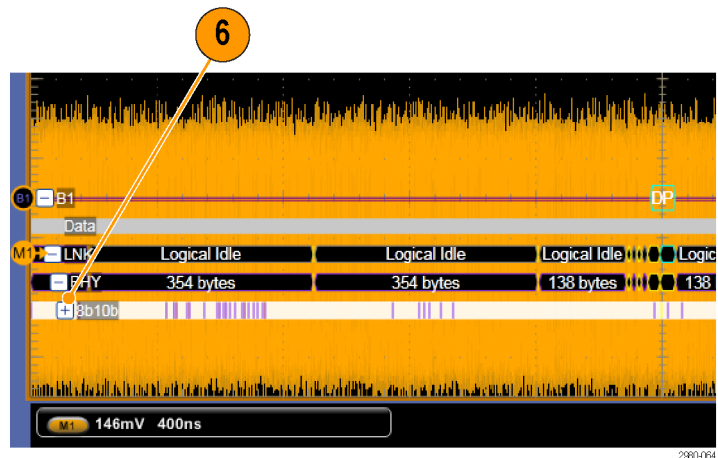 6
B1 B1 DP
Data
M1 LNK Logical Idle Logical Idle Logical Idle Logic
PHY 354 bytes 354 bytes 138 bytes 138
8b10b
M1 146mV 400ns
2980-064